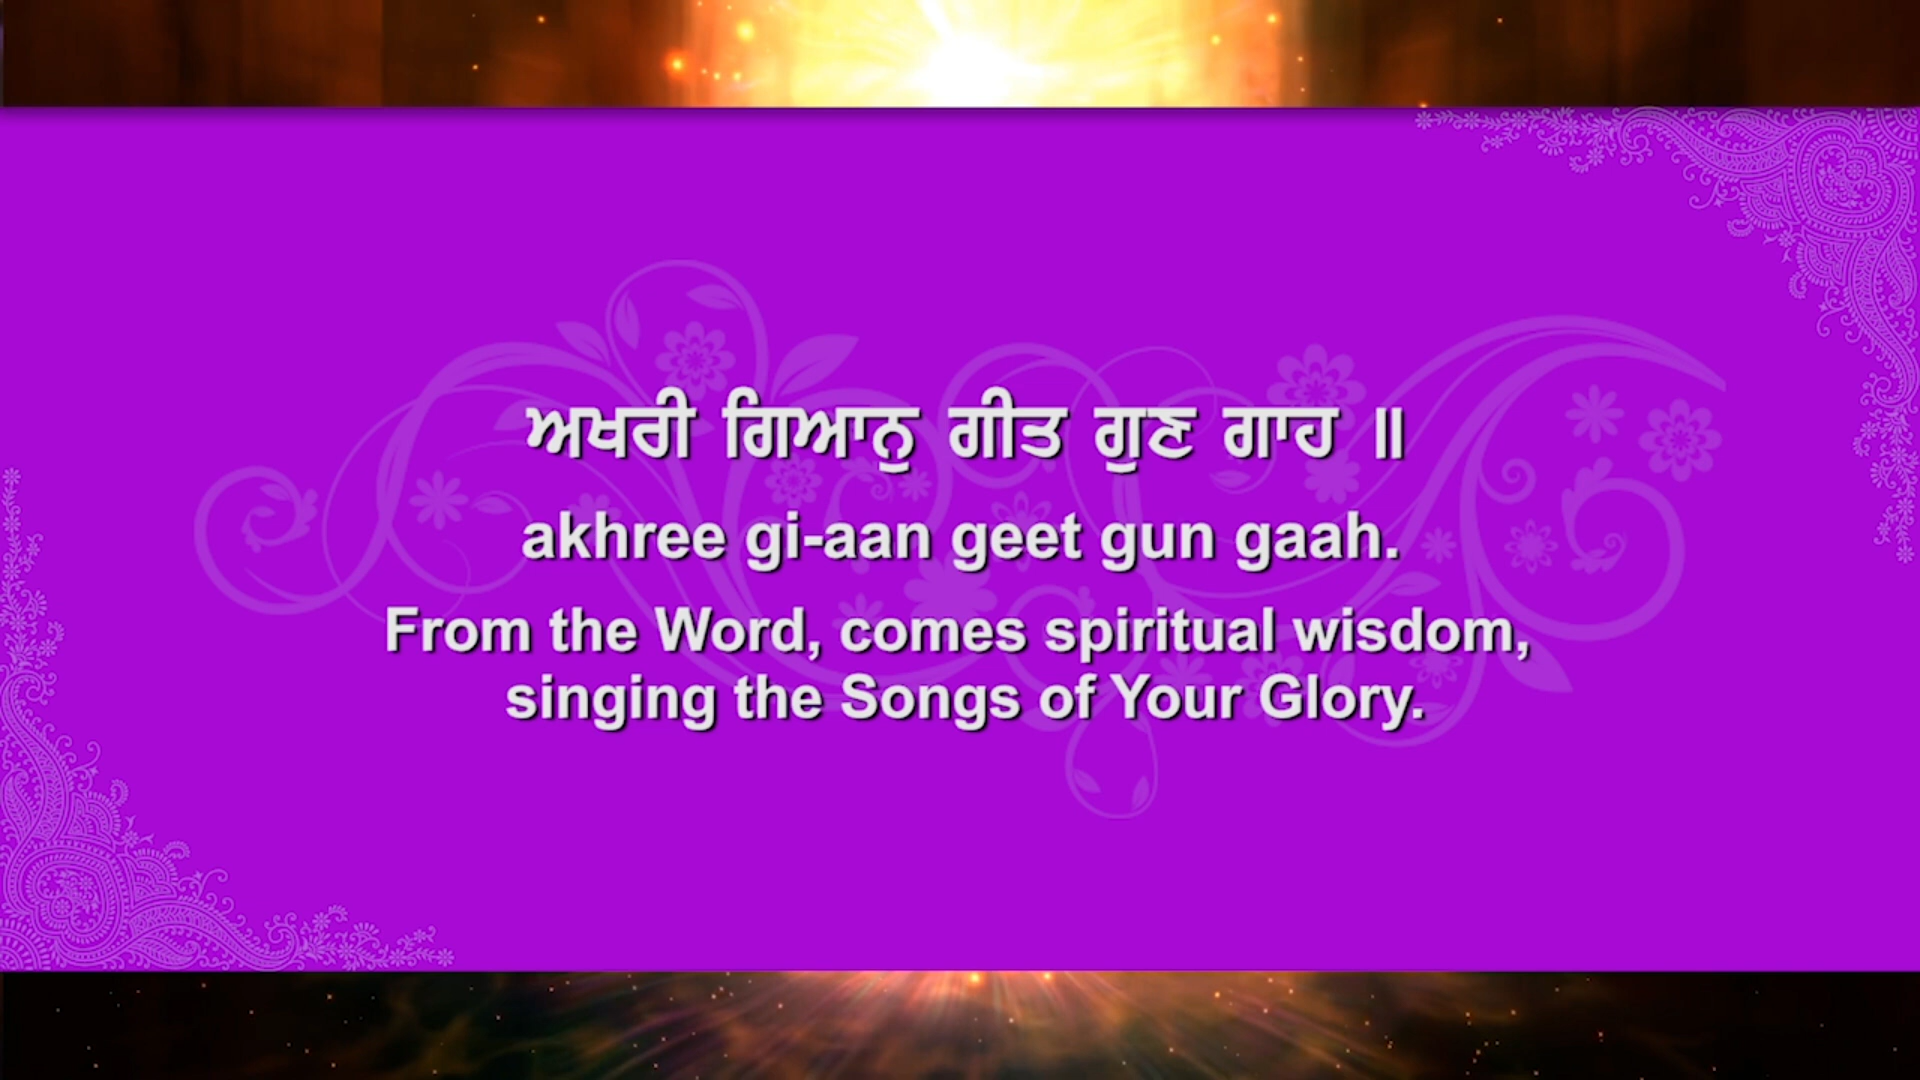 ਅਖਰੀ ਗਿਆਨੁ ਗੀਤ ਗੁਣ ਗਾਹ ॥
akhree gi-aan geet gun gaah.
From the Word, comes spiritual wisdom,
singing the Songs of Your Glory.